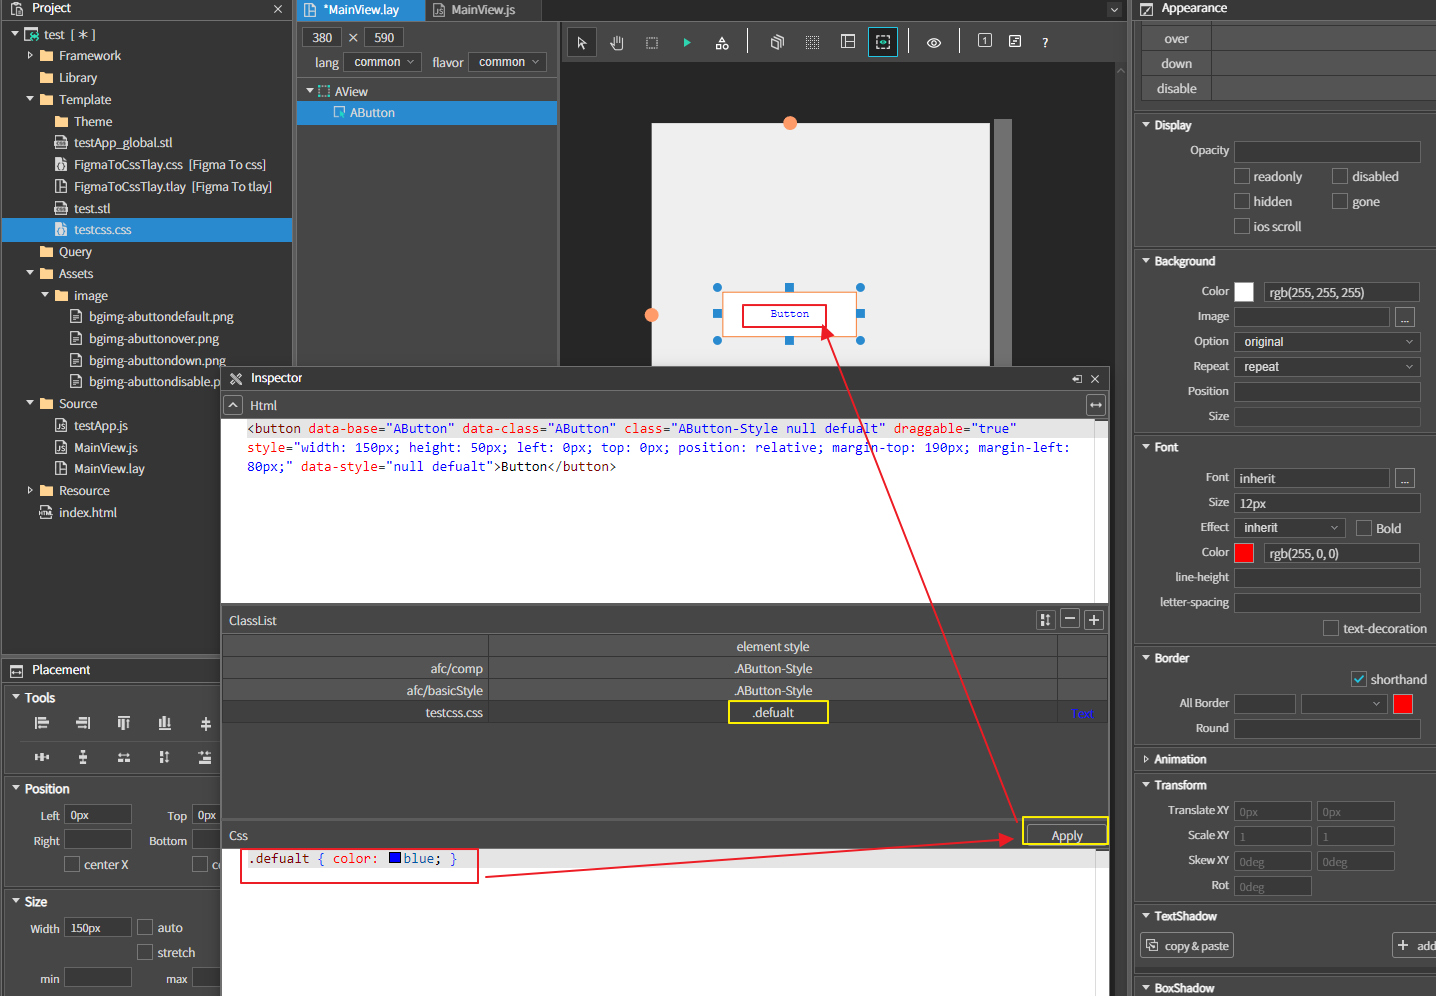 Project
test [ * ]
Framework
Library
Template
Theme
testApp_global.stl
FigmaToCssTlay.css [Figma To css]
FigmaToCssTlay.tlay [Figma To tlay]
test.stl
testcss.css
Query
Assets
image
bgimg-abuttondefault.png
bgimg-abuttonover.png
bgimg-abuttondown.png
bgimg-abuttondisable.p
Source
testApp.js
MainView.js
MainView.lay
Resource
index.html
*MainView.lay
MainView.js
380 × 590
lang common flavor common
AView
AButton
1
?
Button
Inspector
Html
<button data-base="AButton" data-class="AButton" class="AButton-Style null defualt" draggable="true"
style="width: 150px; height: 50px; left: 0px; top: 0px; position: relative; margin-top: 190px; margin-left:
80px;" data-style="null defualt">Button</button>
ClassList
element style
afc/comp .AButton-Style
afc/basicStyle .AButton-Style
testcss.css .defualt Text
Css
Apply
.defualt { color: blue; }
Placement
Tools
Position
Left 0px Top 0px
Right Bottom
center X
Size
Width 150px auto
stretch
min max
Appearance
over
down
disable
Display
Opacity
readonly disabled
hidden gone
ios scroll
Background
Color rgb(255, 255, 255)
Image ...
Option original
Repeat repeat
Position
Size
Font
Font inherit ...
Size 12px
Effect inherit Bold
Color rgb(255, 0, 0)
line-height
letter-spacing
text-decoration
Border
shorthand
All Border
Round
Animation
Transform
Translate XY 0px 0px
Scale XY 1 1
Skew XY 0deg 0deg
Rot 0deg
TextShadow
copy & paste + add
BoxShadow